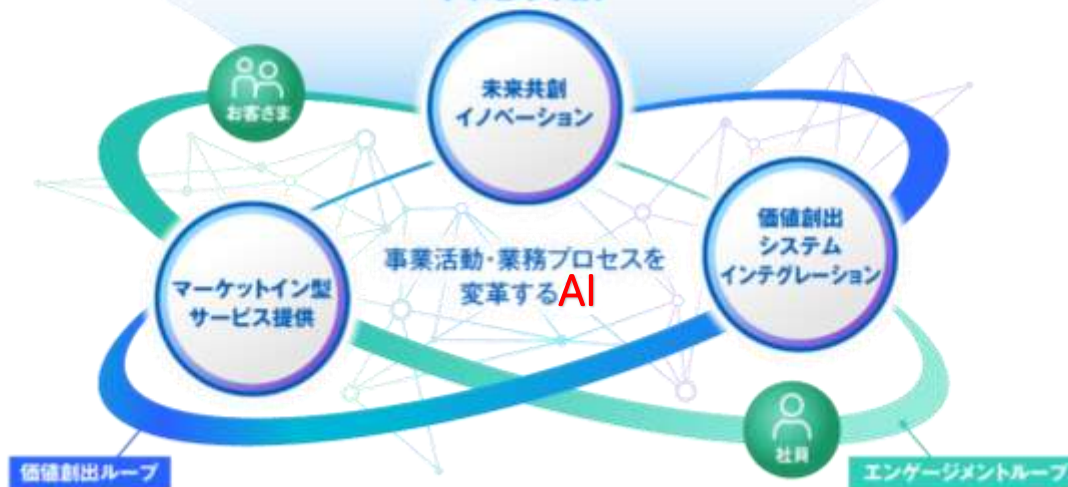 未来共創
イノベーション
お客さま
価値創出
システム
インテグレーション
事業活動・業務プロセスを
変革するAI
マーケットイン型
サービス提供
社員
価値創出ループ
エンゲージメントループ